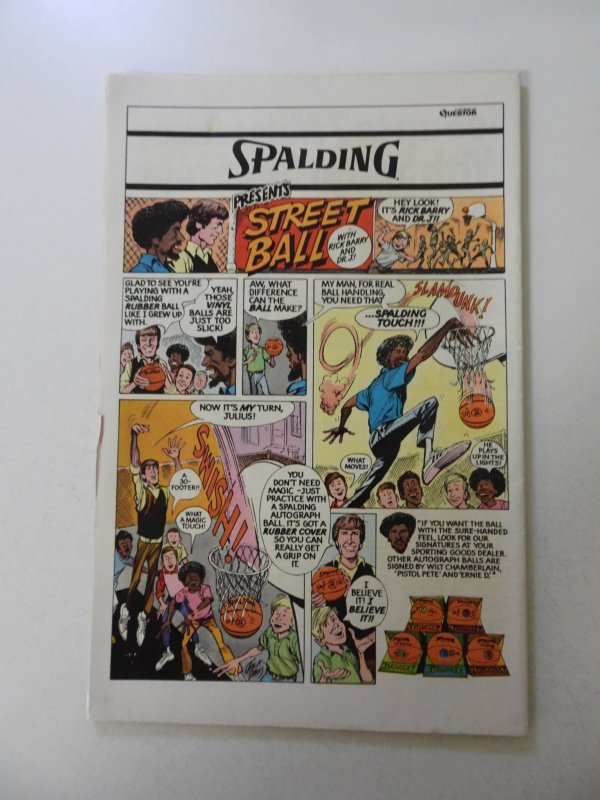 QUESTOR
SPALDING
PRESENTS
STREET
BALL
WITH
RICK BARRY
AND
DR. J!
HEY LOOK!
IT'S RICK BARRY
AND DR. J!!
GLAD TO SEE YOU'RE
PLAYING WITH A
SPALDING
RUBBER BALL
LIKE I GREW UP
WITH.
YEAH,
THOSE
VINYL
BALLS ARE
JUST TOO
SLICK!
AW, WHAT
DIFFERENCE
CAN THE
BALL MAKE?
MY MAN, FOR REAL
BALL HANDLING,
YOU NEED THAT
...SPALDING
TOUCH!!!
SLAM DUNK!
WHAT
MOVES!
HE
PLAYS
UP IN THE
LIGHTS!
NOW IT'S MY TURN,
JULIUS!
SWISH!
A
30-
FOOTER!!
WHAT
A MAGIC
TOUCH!
YOU
DON'T NEED
MAGIC -JUST
PRACTICE WITH
A SPALDING
AUTOGRAPH
BALL. IT'S GOT A
RUBBER COVER
SO YOU CAN
REALLY GET
A GRIP ON
IT.
I
BELIEVE
IT! I
BELIEVE
IT!!
"IF YOU WANT THE BALL
WITH THE SURE-HANDED
FEEL, LOOK FOR OUR
SIGNATURES AT YOUR
SPORTING GOODS DEALER.
OTHER AUTOGRAPH BALLS ARE
SIGNED BY WILT CHAMBERLAIN,
'PISTOL PETE' AND 'ERNIE D.'"